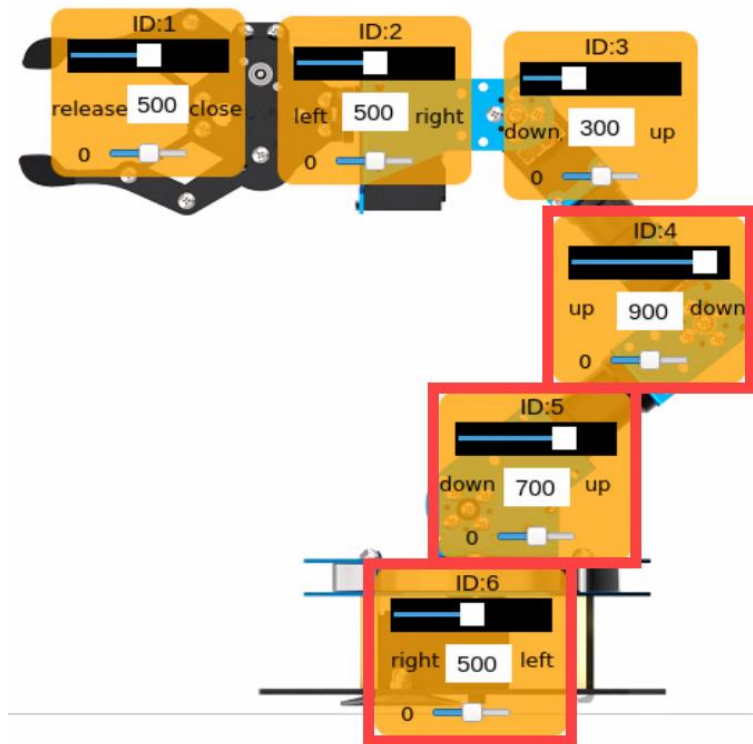 ID:1
release 500 close
0
ID:2
left 500 right
0
ID:3
down 300 up
0
ID:4
up 900 down
0
ID:5
down 700 up
0
ID:6
right 500 left
0